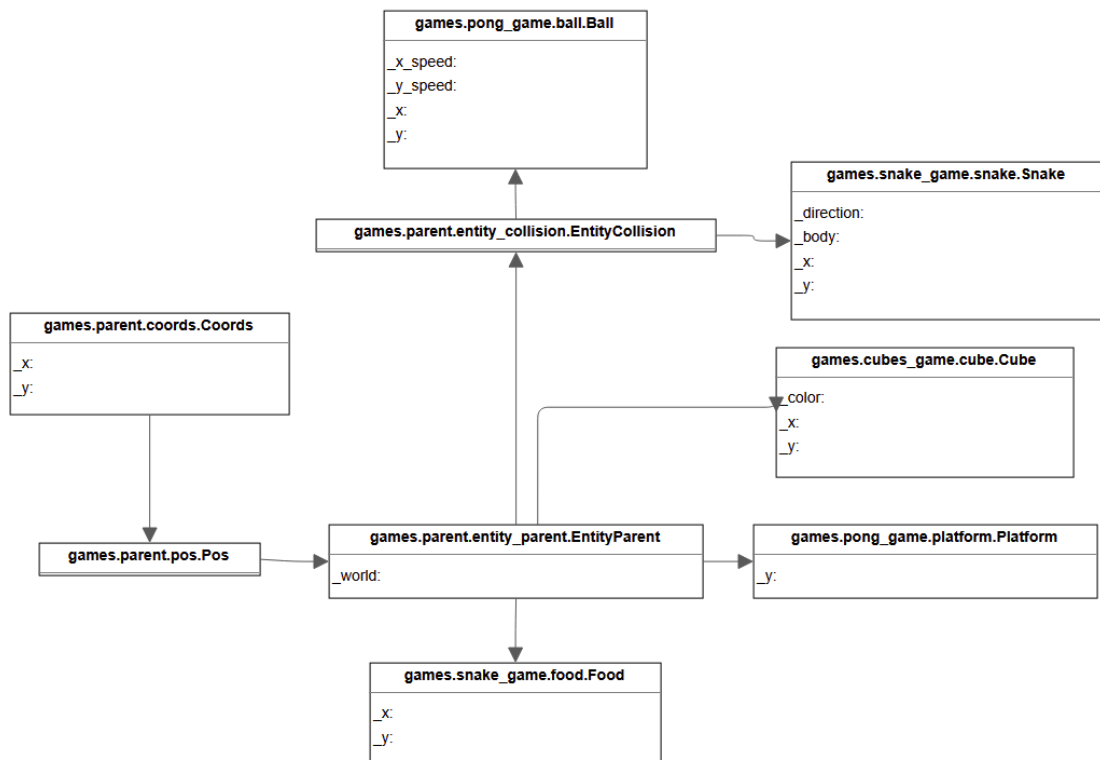 games.pong_game.ball.Ball
_x_speed:
_y_speed:
_x:
_y:
games.snake_game.snake.Snake
_direction:
_body:
_x:
_y:
games.parent.entity_collision.EntityCollision
games.parent.coords.Coords
_x:
_y:
games.cubes_game.cube.Cube
_color:
_x:
_y:
games.parent.pos.Pos
games.parent.entity_parent.EntityParent
_world:
games.pong_game.platform.Platform
_y:
games.snake_game.food.Food
_x:
_y: